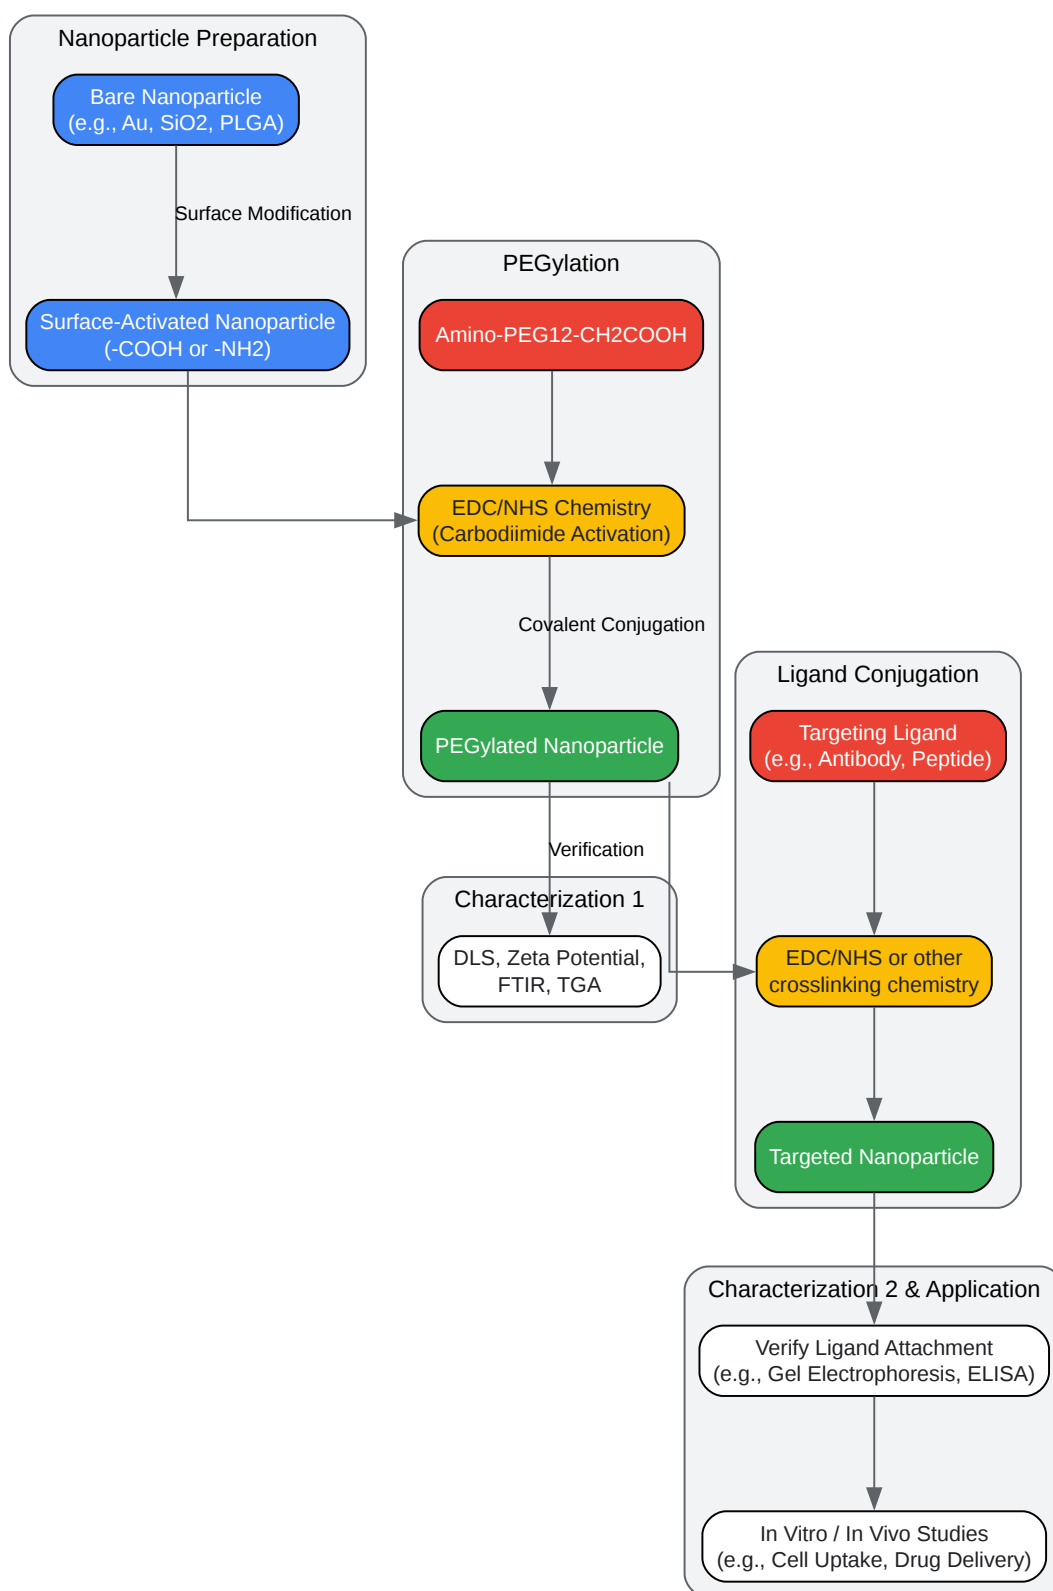 Nanoparticle Preparation
Bare Nanoparticle
(e.g., Au, SiO2, PLGA)
Surface Modification
Surface-Activated Nanoparticle
(-COOH or -NH2)
PEGylation
Amino-PEG12-CH2COOH
EDC/NHS Chemistry
(Carbodiimide Activation)
Covalent Conjugation
PEGylated Nanoparticle
Verification
Characterization 1
DLS, Zeta Potential,
FTIR, TGA
Ligand Conjugation
Targeting Ligand
(e.g., Antibody, Peptide)
EDC/NHS or other
crosslinking chemistry
Targeted Nanoparticle
Characterization 2 & Application
Verify Ligand Attachment
(e.g., Gel Electrophoresis, ELISA)
In Vitro / In Vivo Studies
(e.g., Cell Uptake, Drug Delivery)